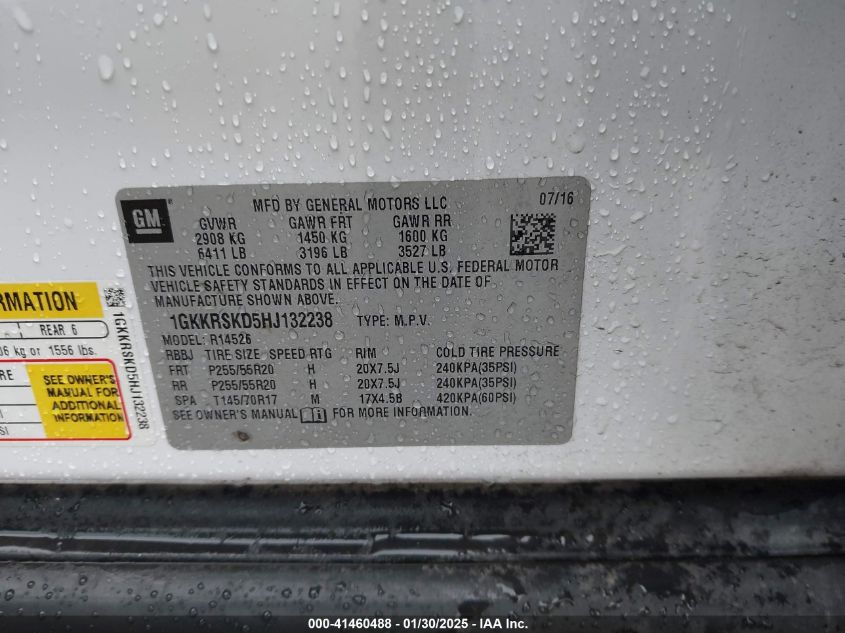 GM
MFD BY GENERAL MOTORS LLC 07/16
GVWR GAWR FRT GAWR RR
2908 KG 1450 KG 1600 KG
6411 LB 3196 LB 3527 LB
THIS VEHICLE CONFORMS TO ALL APPLICABLE U.S. FEDERAL MOTOR
VEHICLE SAFETY STANDARDS IN EFFECT ON THE DATE OF
MANUFACTURE SHOWN ABOVE.
1GKKRSKD5HJ132238 TYPE: M.P.V.
MODEL: R14526
RBBJ TIRE SIZE SPEED RTG RIM COLD TIRE PRESSURE
FRT P255/55R20 H 20X7.5J 240KPA(35PSI)
RR P255/55R20 H 20X7.5J 240KPA(35PSI)
SPA T145/70R17 M 17X4.5B 420KPA(60PSI)
SEE OWNER'S MANUAL FOR MORE INFORMATION.
REAR 6
kg or 1556 lbs.
SEE OWNER'S
MANUAL FOR
ADDITIONAL
INFORMATION
1GKKRSKD5HJ132238
000-41460488 - 01/30/2025 - IAA Inc.